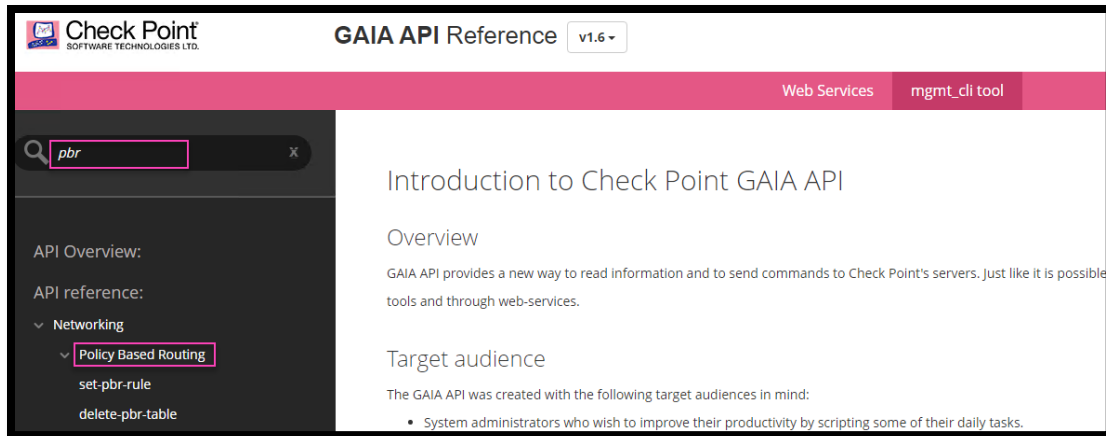 Check Point
SOFTWARE TECHNOLOGIES LTD.
GAIA API Reference v1.6
Web Services mgmt_cli tool
pbr x
API Overview:
API reference:
Networking
Policy Based Routing
set-pbr-rule
delete-pbr-table
Introduction to Check Point GAIA API
Overview
GAIA API provides a new way to read information and to send commands to Check Point's servers. Just like it is possible
tools and through web-services.
Target audience
The GAIA API was created with the following target audiences in mind:
• System administrators who wish to improve their productivity by scripting some of their daily tasks.